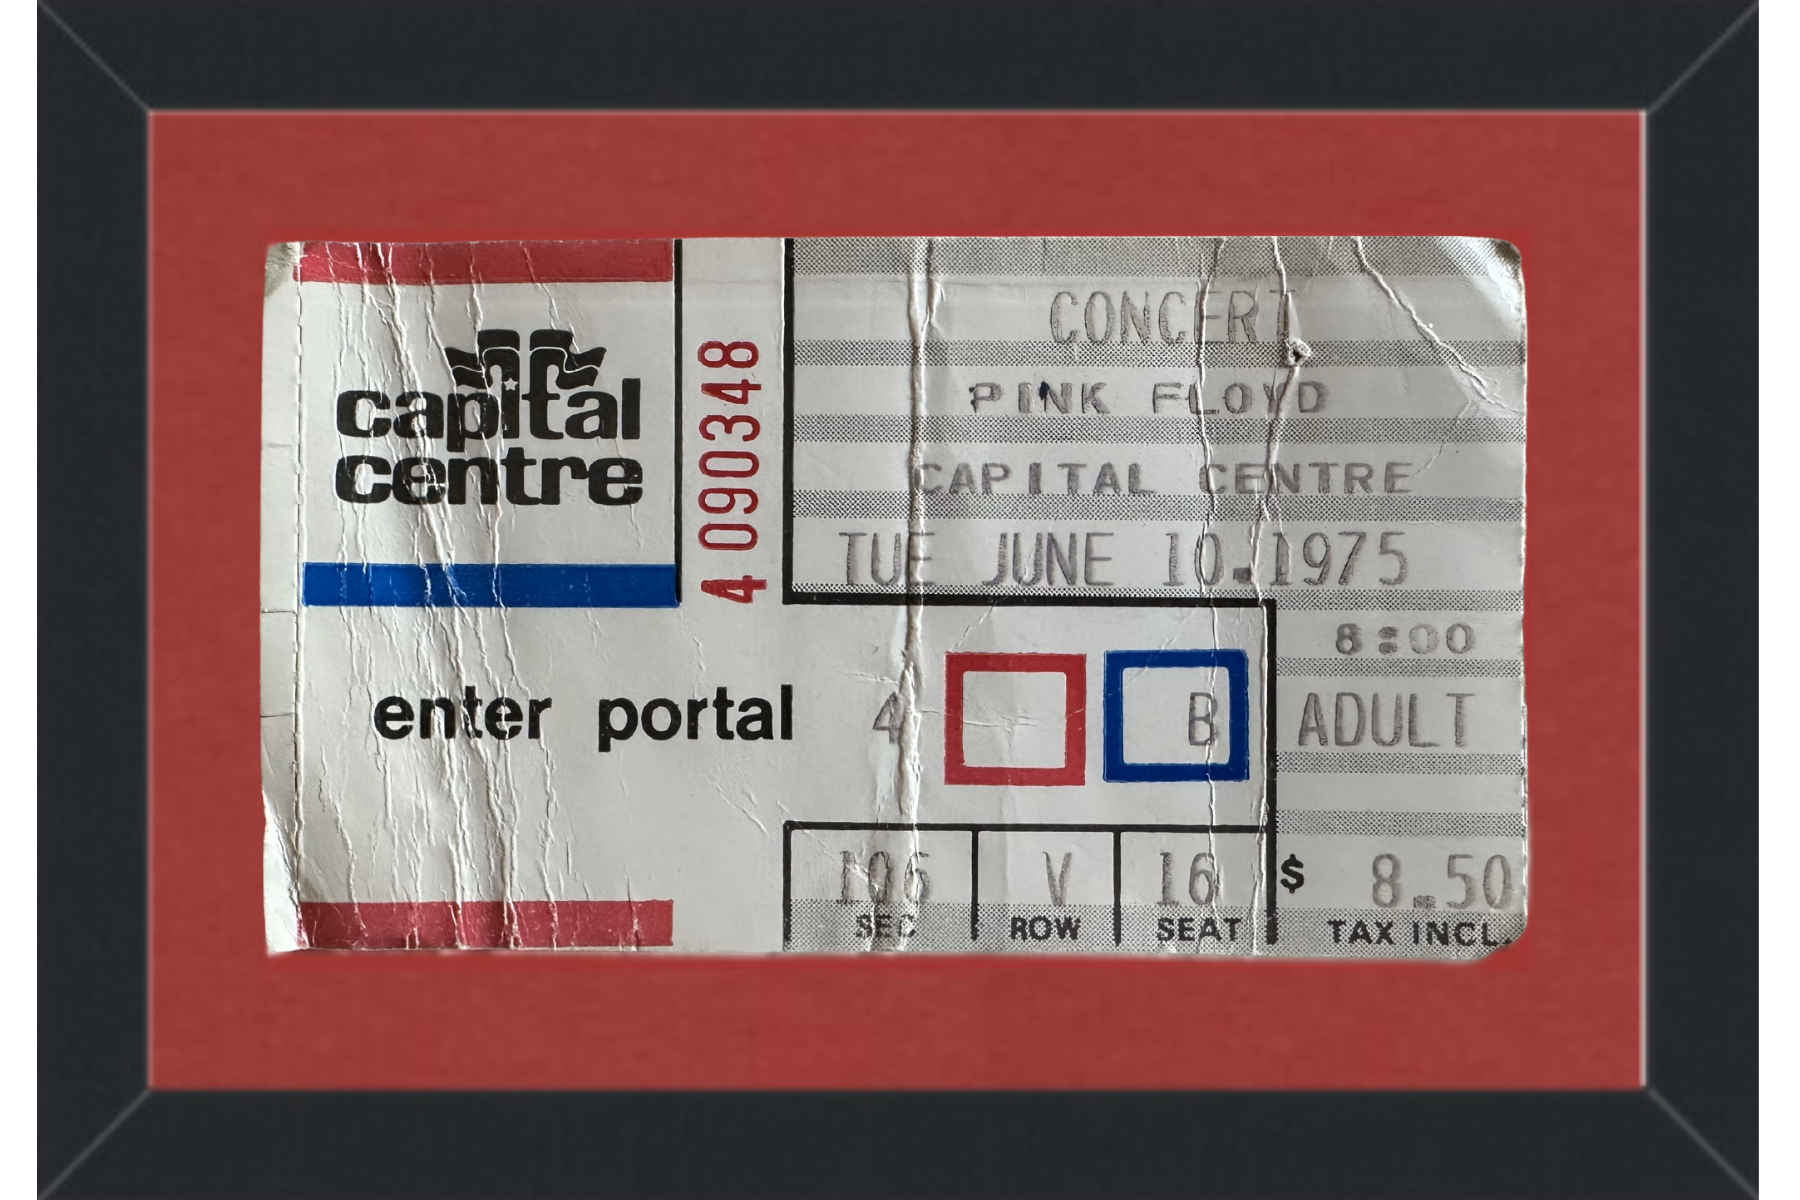 capital
centre
4 090348
CONCERT
PINK FLOYD
CAPITAL CENTRE
TUE JUNE 10.1975
8:00
enter portal 4 B ADULT
106 V 16 $ 8.50
SEC ROW SEAT TAX INCL.